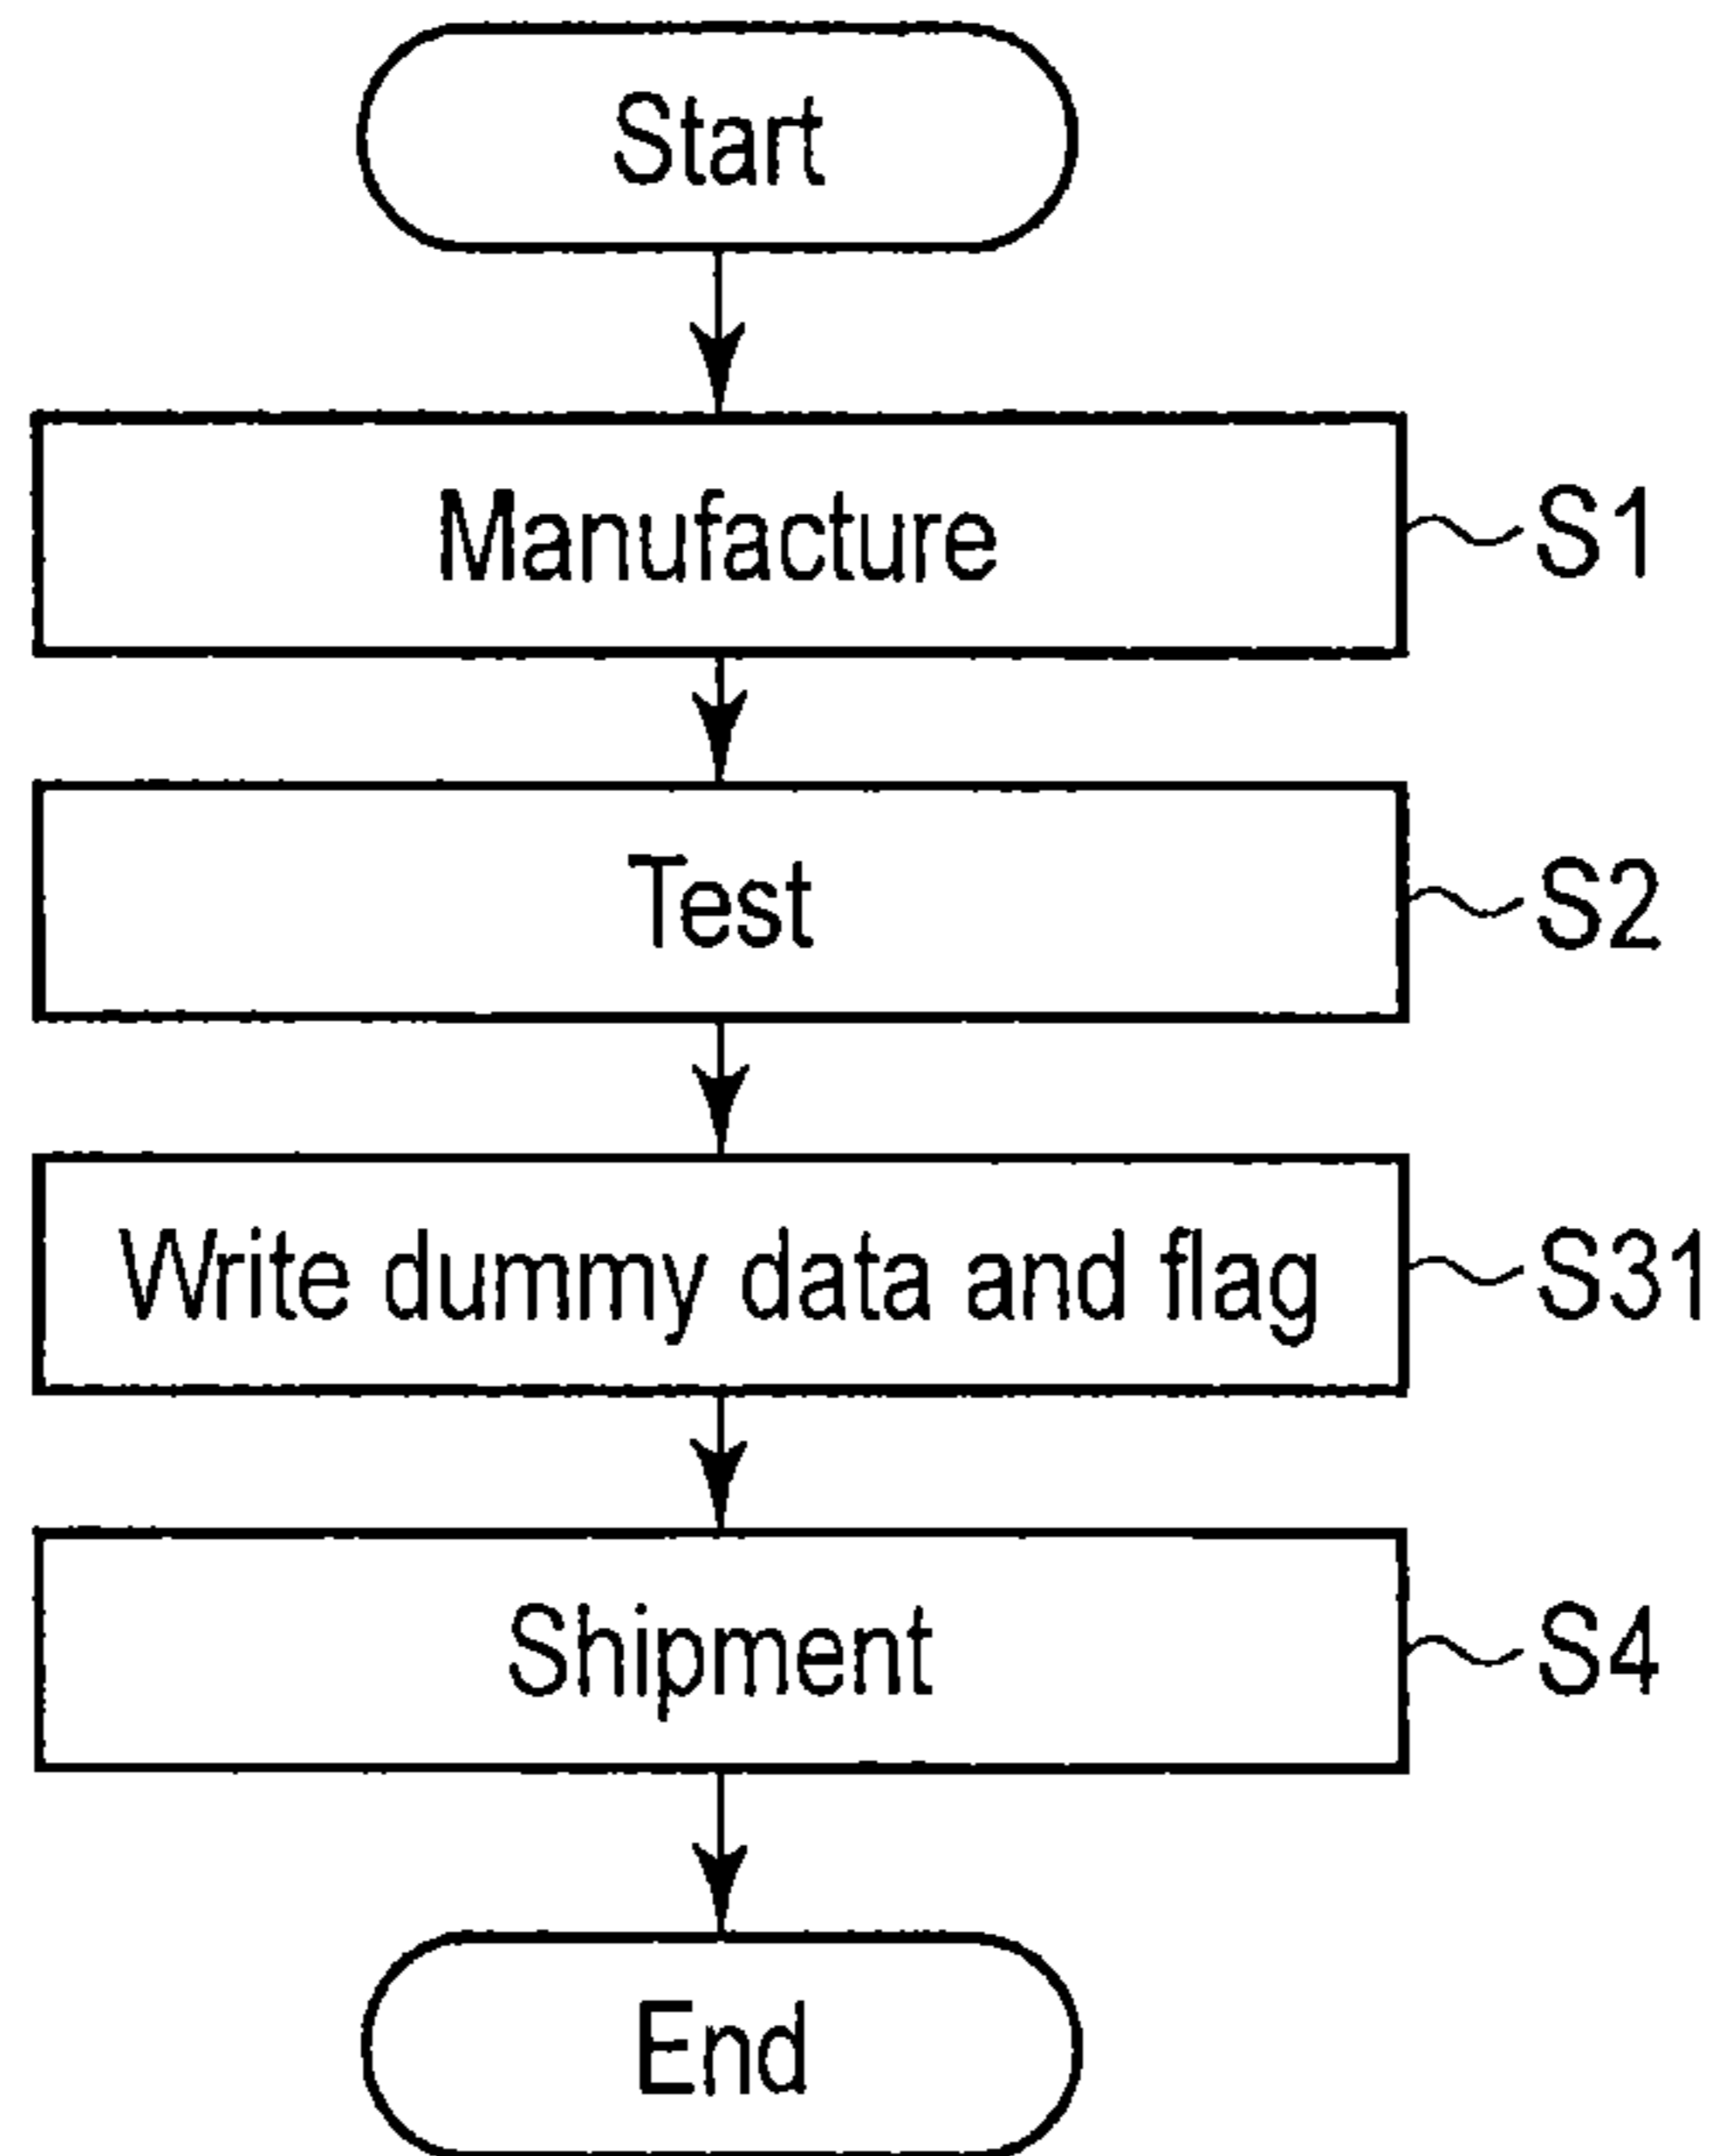 Start
Manufacture
S1
Test
S2
Write dummy data and flag
S31
Shipment
S4
End